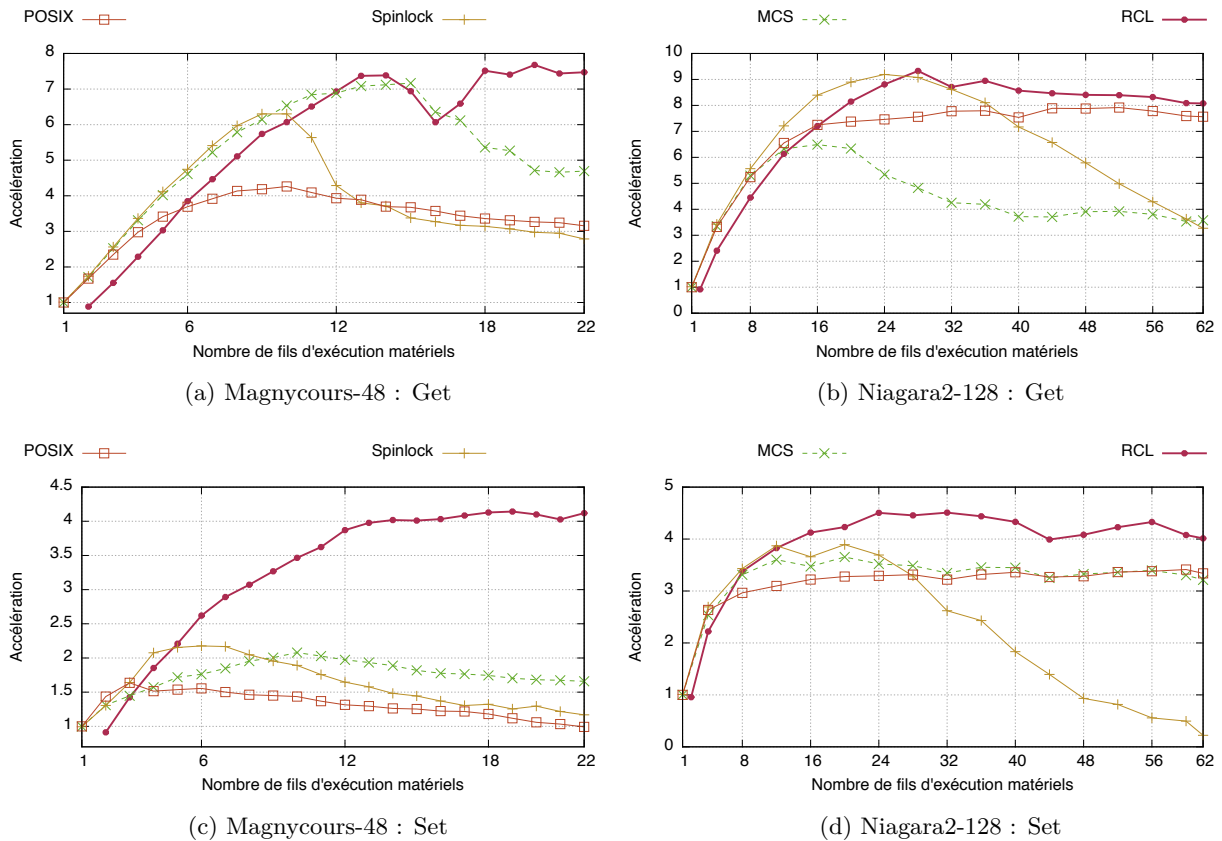 POSIX Spinlock MCS RCL
8
7
6
5
4
3
2
1
Accélération
1 6 12 18 22
Nombre de fils d'exécution matériels
(a) Magnycours-48 : Get
10
9
8
7
6
5
4
3
2
1
0
Accélération
1 8 16 24 32 40 48 56 62
Nombre de fils d'exécution matériels
(b) Niagara2-128 : Get
POSIX Spinlock MCS RCL
4.5
4
3.5
3
2.5
2
1.5
1
Accélération
1 6 12 18 22
Nombre de fils d'exécution matériels
(c) Magnycours-48 : Set
5
4
3
2
1
0
Accélération
1 8 16 24 32 40 48 56 62
Nombre de fils d'exécution matériels
(d) Niagara2-128 : Set